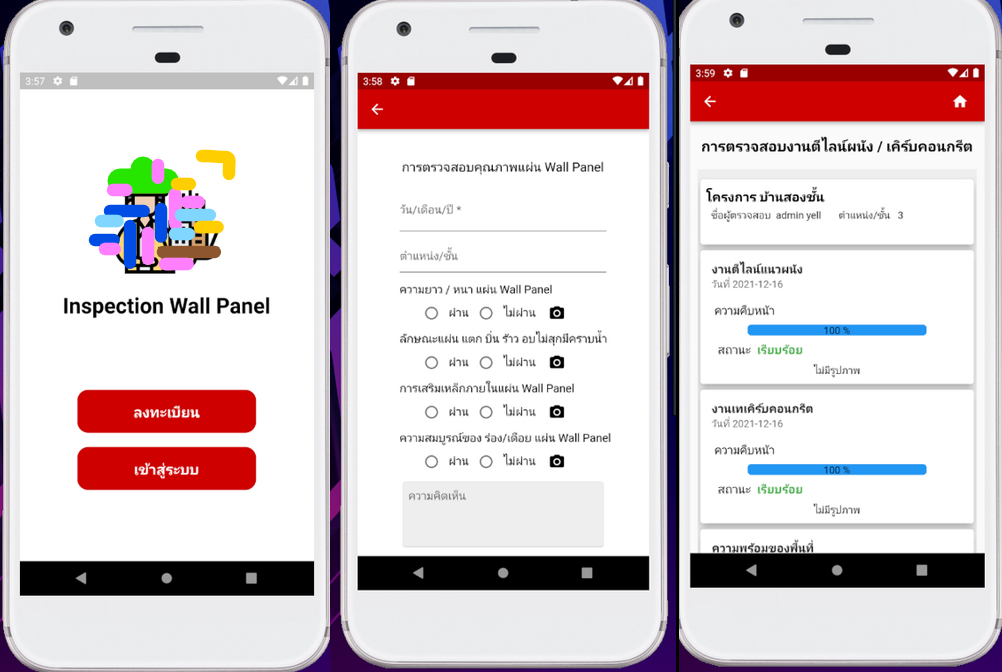 3:57
Inspection Wall Panel
ลงทะเบียน
เข้าสู่ระบบ
3:58
การตรวจสอบคุณภาพแผ่น Wall Panel
วัน/เดือน/ปี *
ตำแหน่ง/ชั้น
ความยาว / หนา แผ่น Wall Panel
ผ่าน ไม่ผ่าน
ลักษณะแผ่น แตก บิ่น ร้าว อบไม่สุกมีคราบน้ำ
ผ่าน ไม่ผ่าน
การเสริมเหล็กภายในแผ่น Wall Panel
ผ่าน ไม่ผ่าน
ความสมบูรณ์ของ ร่อง/เดือย แผ่น Wall Panel
ผ่าน ไม่ผ่าน
ความคิดเห็น
3:59
การตรวจสอบงานตีไลน์ผนัง / เคิร์บคอนกรีต
โครงการ บ้านสองชั้น
ชื่อผู้ตรวจสอบ admin yell ตำแหน่ง/ชั้น 3
งานตีไลน์แนวผนัง
วันที่ 2021-12-16
ความคืบหน้า
100 %
สถานะ เรียบร้อย
ไม่มีรูปภาพ
งานเทเคิร์บคอนกรีต
วันที่ 2021-12-16
ความคืบหน้า
100 %
สถานะ เรียบร้อย
ไม่มีรูปภาพ
ความพร้อมของพื้นที่